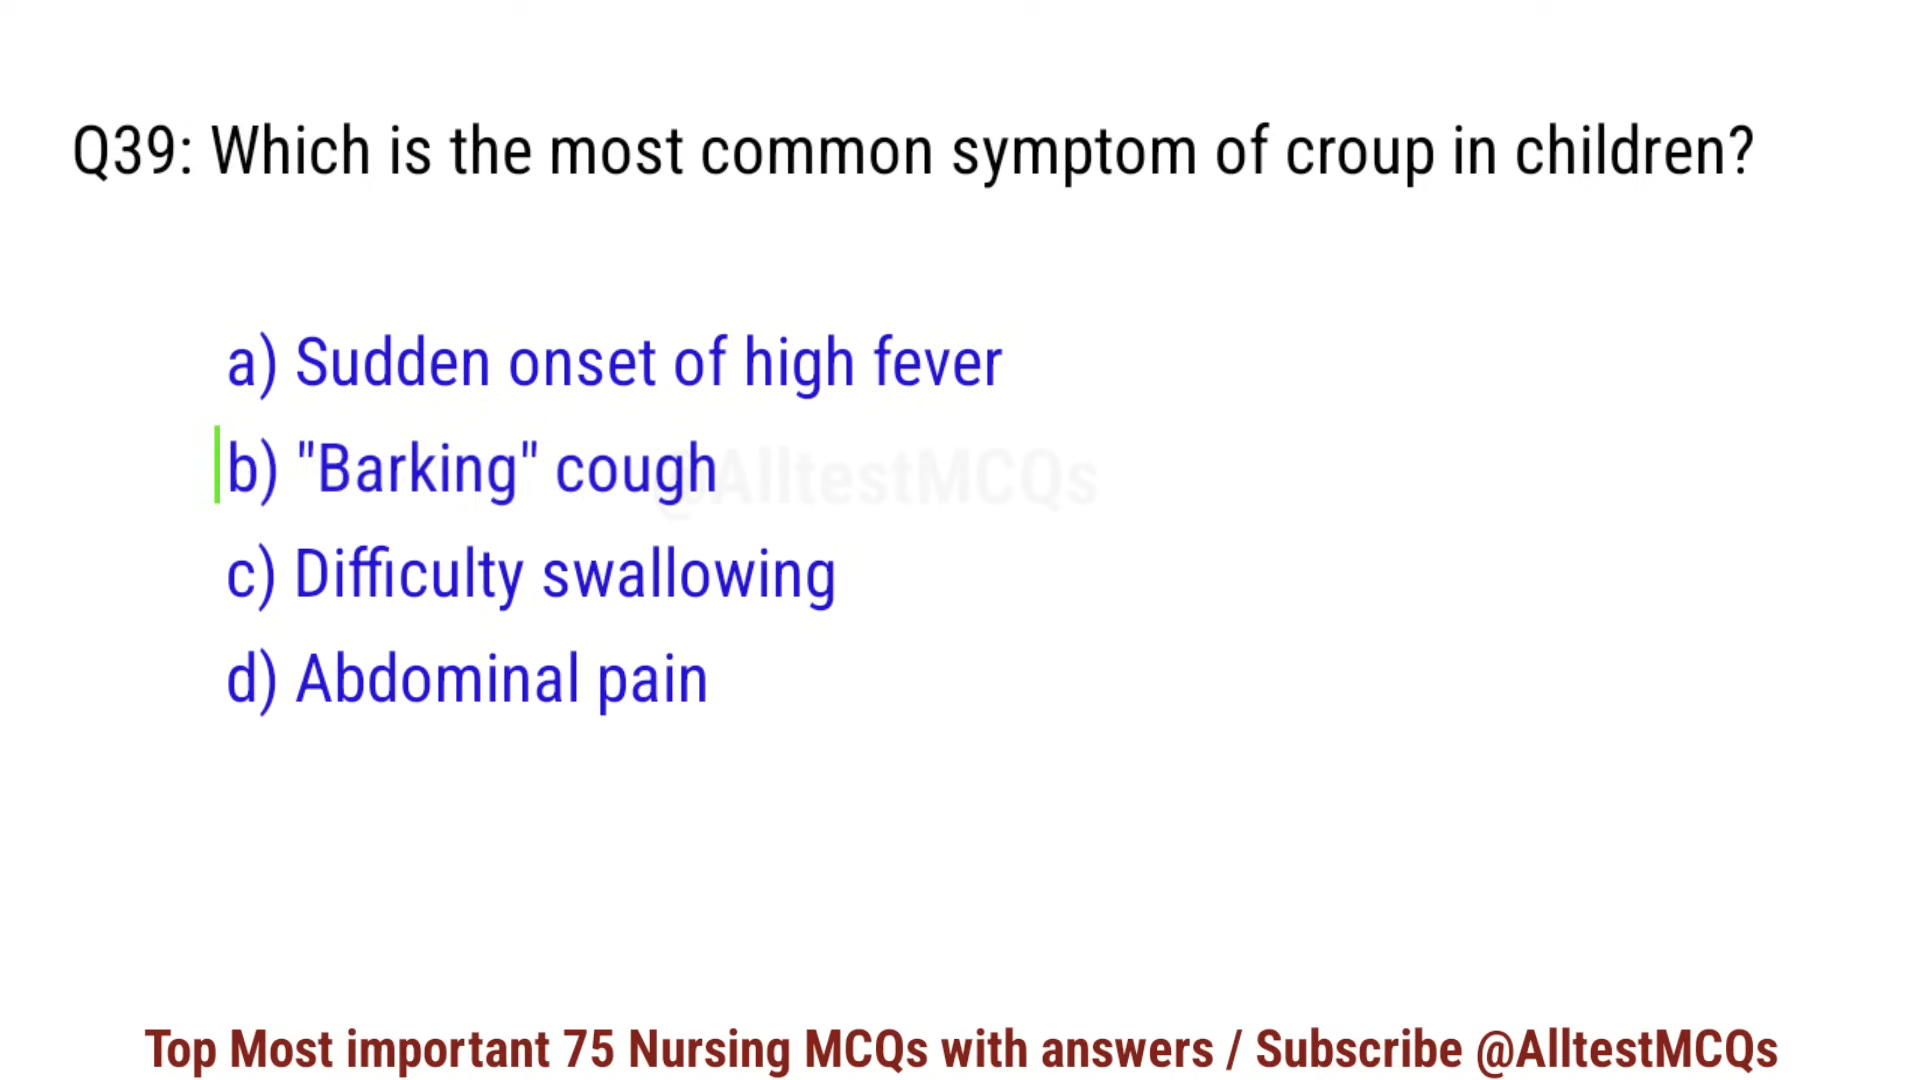 Q39: Which is the most common symptom of croup in children?
a) Sudden onset of high fever
b) "Barking" cough
@AlltestMCQs
c) Difficulty swallowing
d) Abdominal pain
Top Most important 75 Nursing MCQs with answers / Subscribe @AlltestMCQs